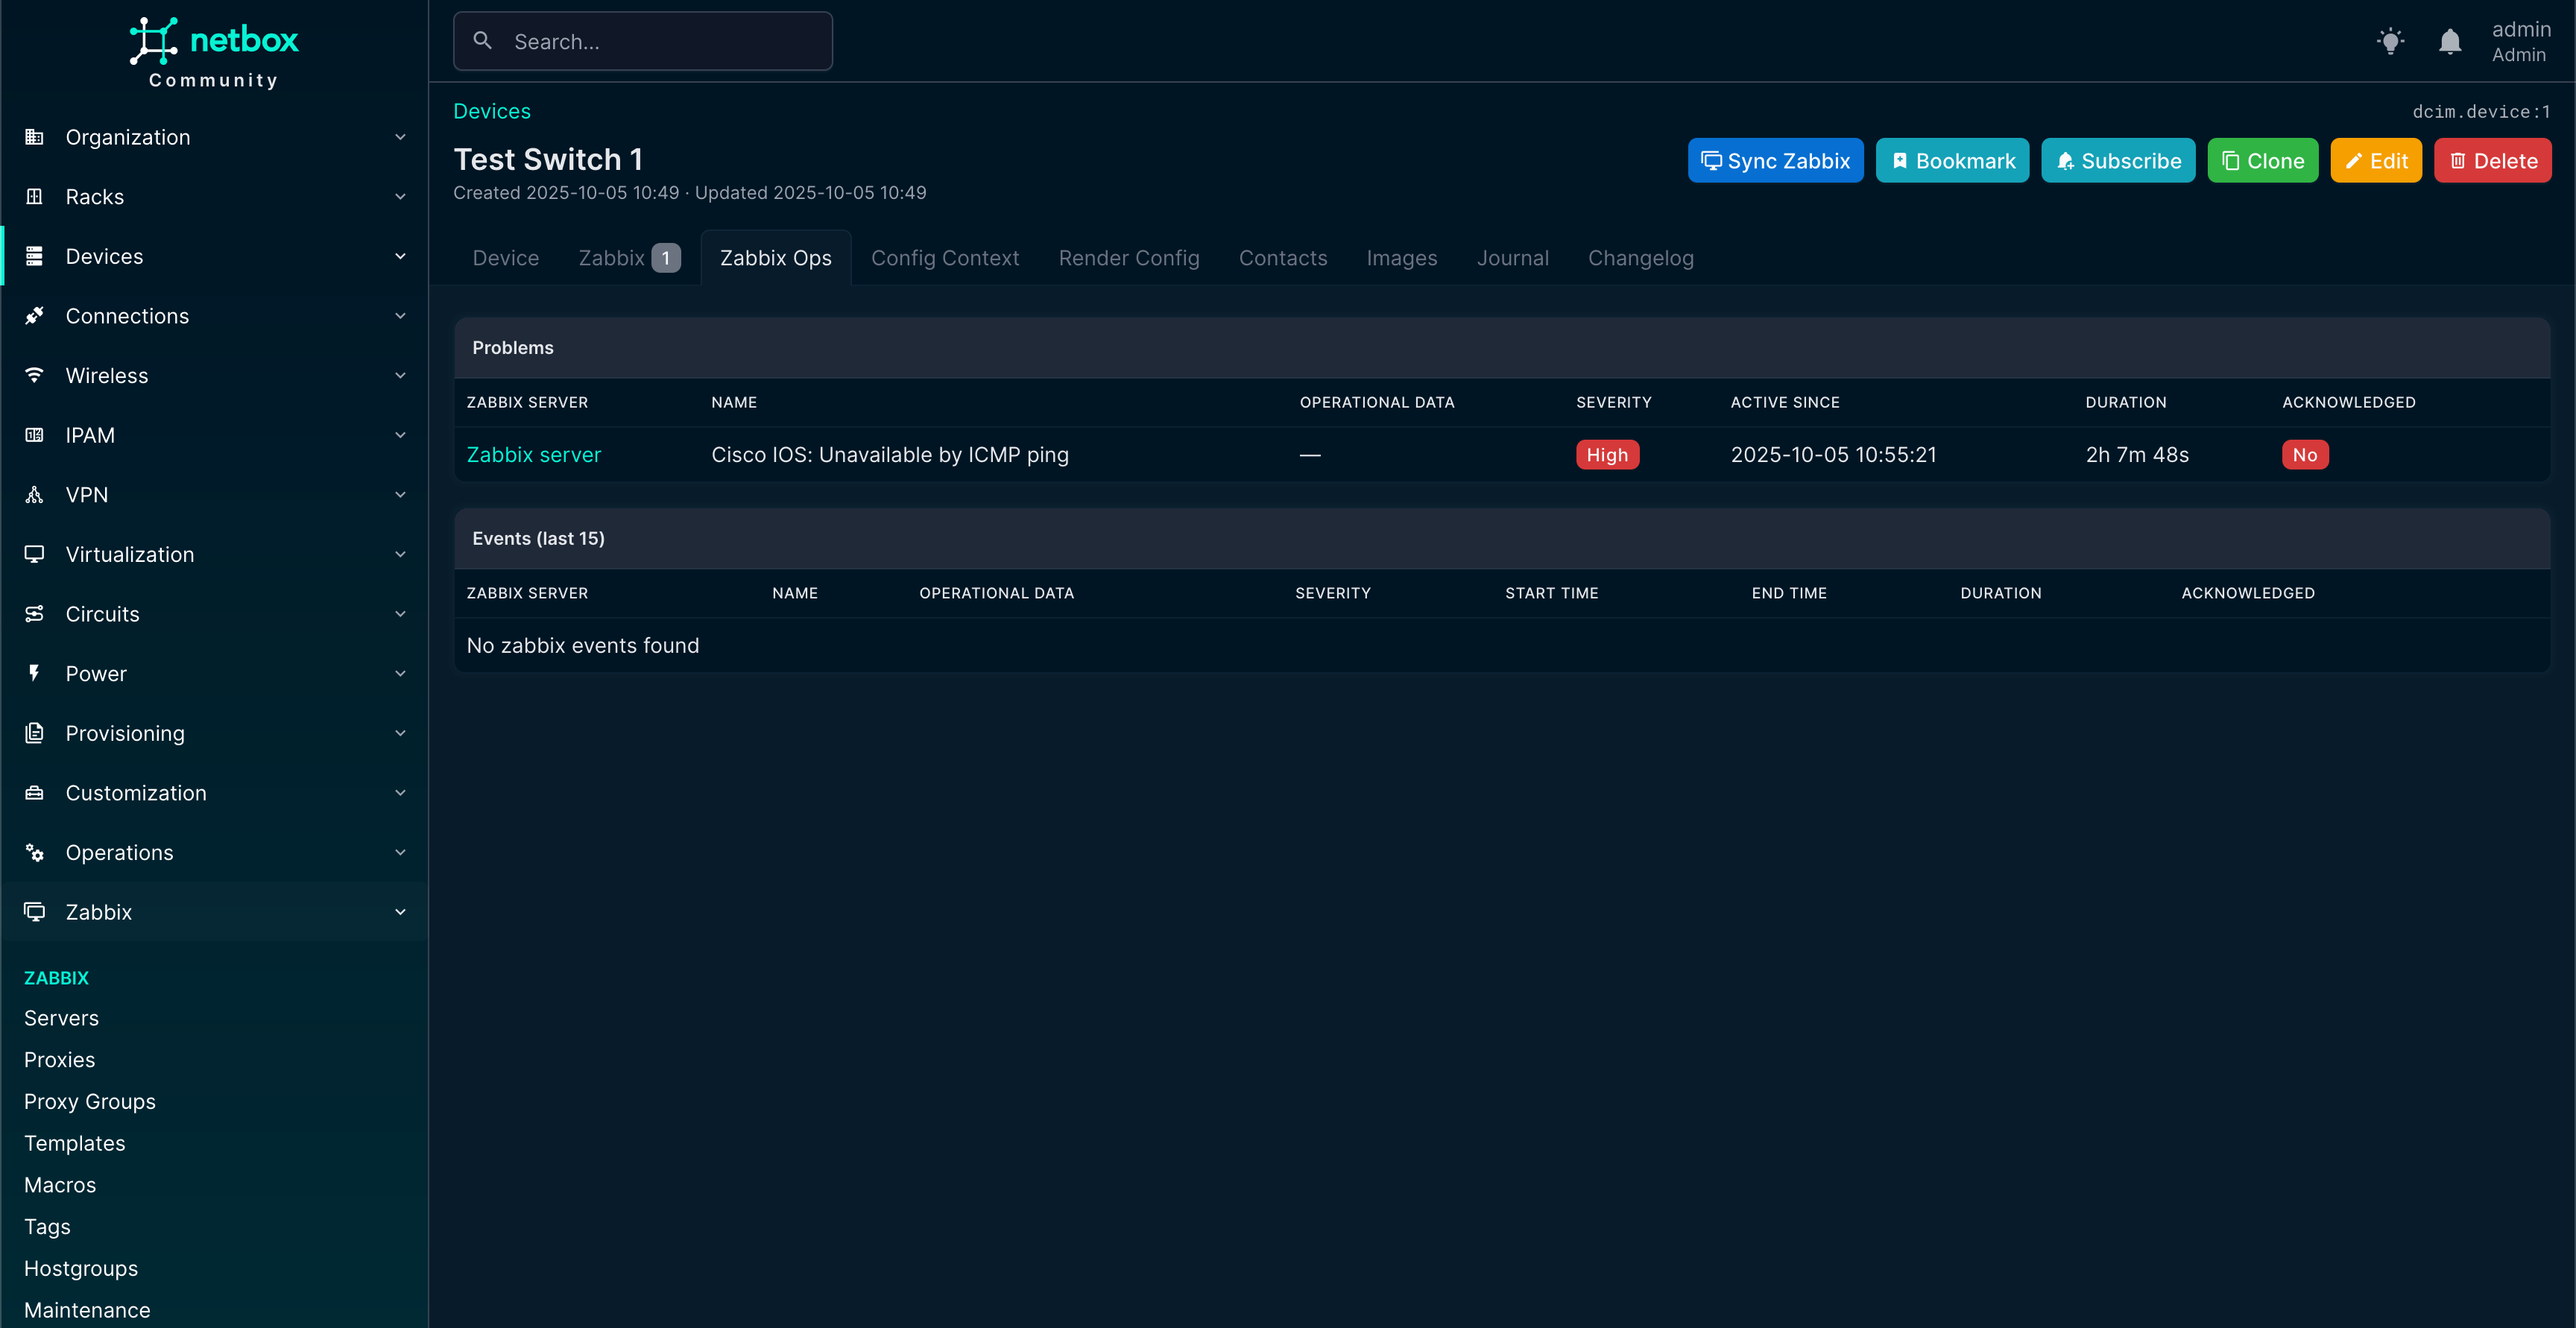 netbox
Community
Search...
admin
Admin
Organization
Racks
Devices
Connections
Wireless
IPAM
VPN
Virtualization
Circuits
Power
Provisioning
Customization
Operations
Zabbix
ZABBIX
Servers
Proxies
Proxy Groups
Templates
Macros
Tags
Hostgroups
Maintenance
Devices
dcim.device:1
Test Switch 1
Created 2025-10-05 10:49 · Updated 2025-10-05 10:49
Sync Zabbix Bookmark Subscribe Clone Edit Delete
Device Zabbix 1 Zabbix Ops Config Context Render Config Contacts Images Journal Changelog
Problems
ZABBIX SERVER NAME OPERATIONAL DATA SEVERITY ACTIVE SINCE DURATION ACKNOWLEDGED
Zabbix server Cisco IOS: Unavailable by ICMP ping — High 2025-10-05 10:55:21 2h 7m 48s No
Events (last 15)
ZABBIX SERVER NAME OPERATIONAL DATA SEVERITY START TIME END TIME DURATION ACKNOWLEDGED
No zabbix events found